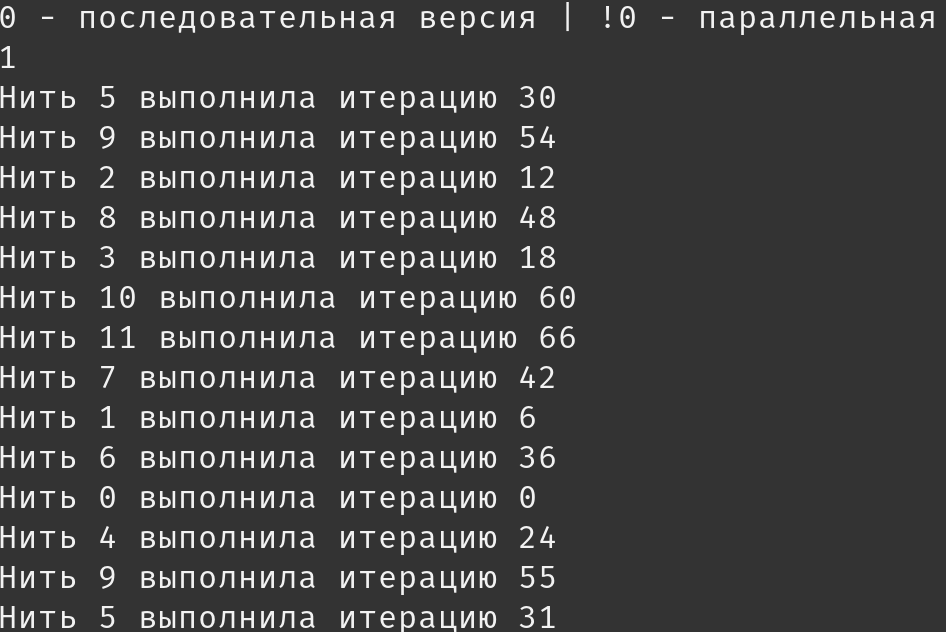 0 - последовательная версия | !0 - параллельная
1
Нить 5 выполнила итерацию 30
Нить 9 выполнила итерацию 54
Нить 2 выполнила итерацию 12
Нить 8 выполнила итерацию 48
Нить 3 выполнила итерацию 18
Нить 10 выполнила итерацию 60
Нить 11 выполнила итерацию 66
Нить 7 выполнила итерацию 42
Нить 1 выполнила итерацию 6
Нить 6 выполнила итерацию 36
Нить 0 выполнила итерацию 0
Нить 4 выполнила итерацию 24
Нить 9 выполнила итерацию 55
Нить 5 выполнила итерацию 31